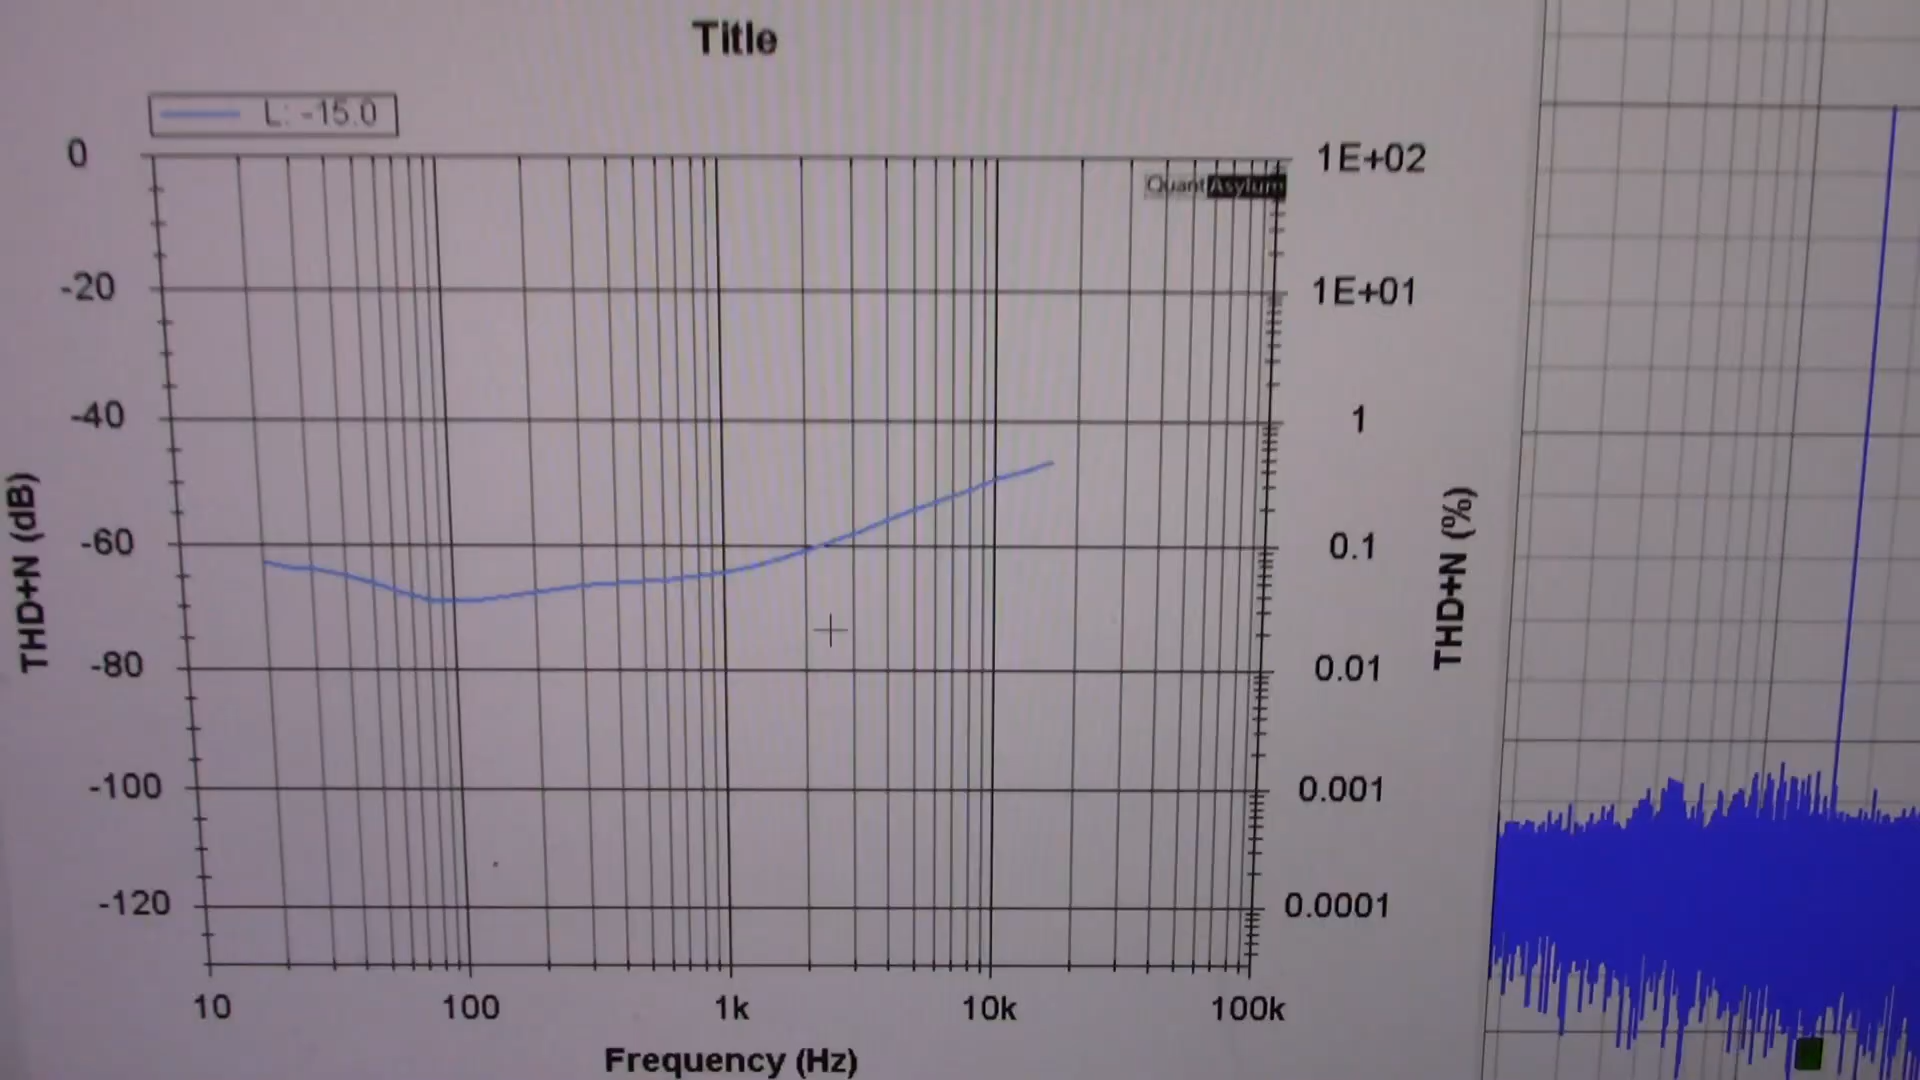 Title
L: -15.0
QuantAsylum
0
-20
-40
-60
-80
-100
-120
THD+N (dB)
1E+02
1E+01
1
0.1
0.01
0.001
0.0001
THD+N (%)
10 100 1k 10k 100k
Frequency (Hz)